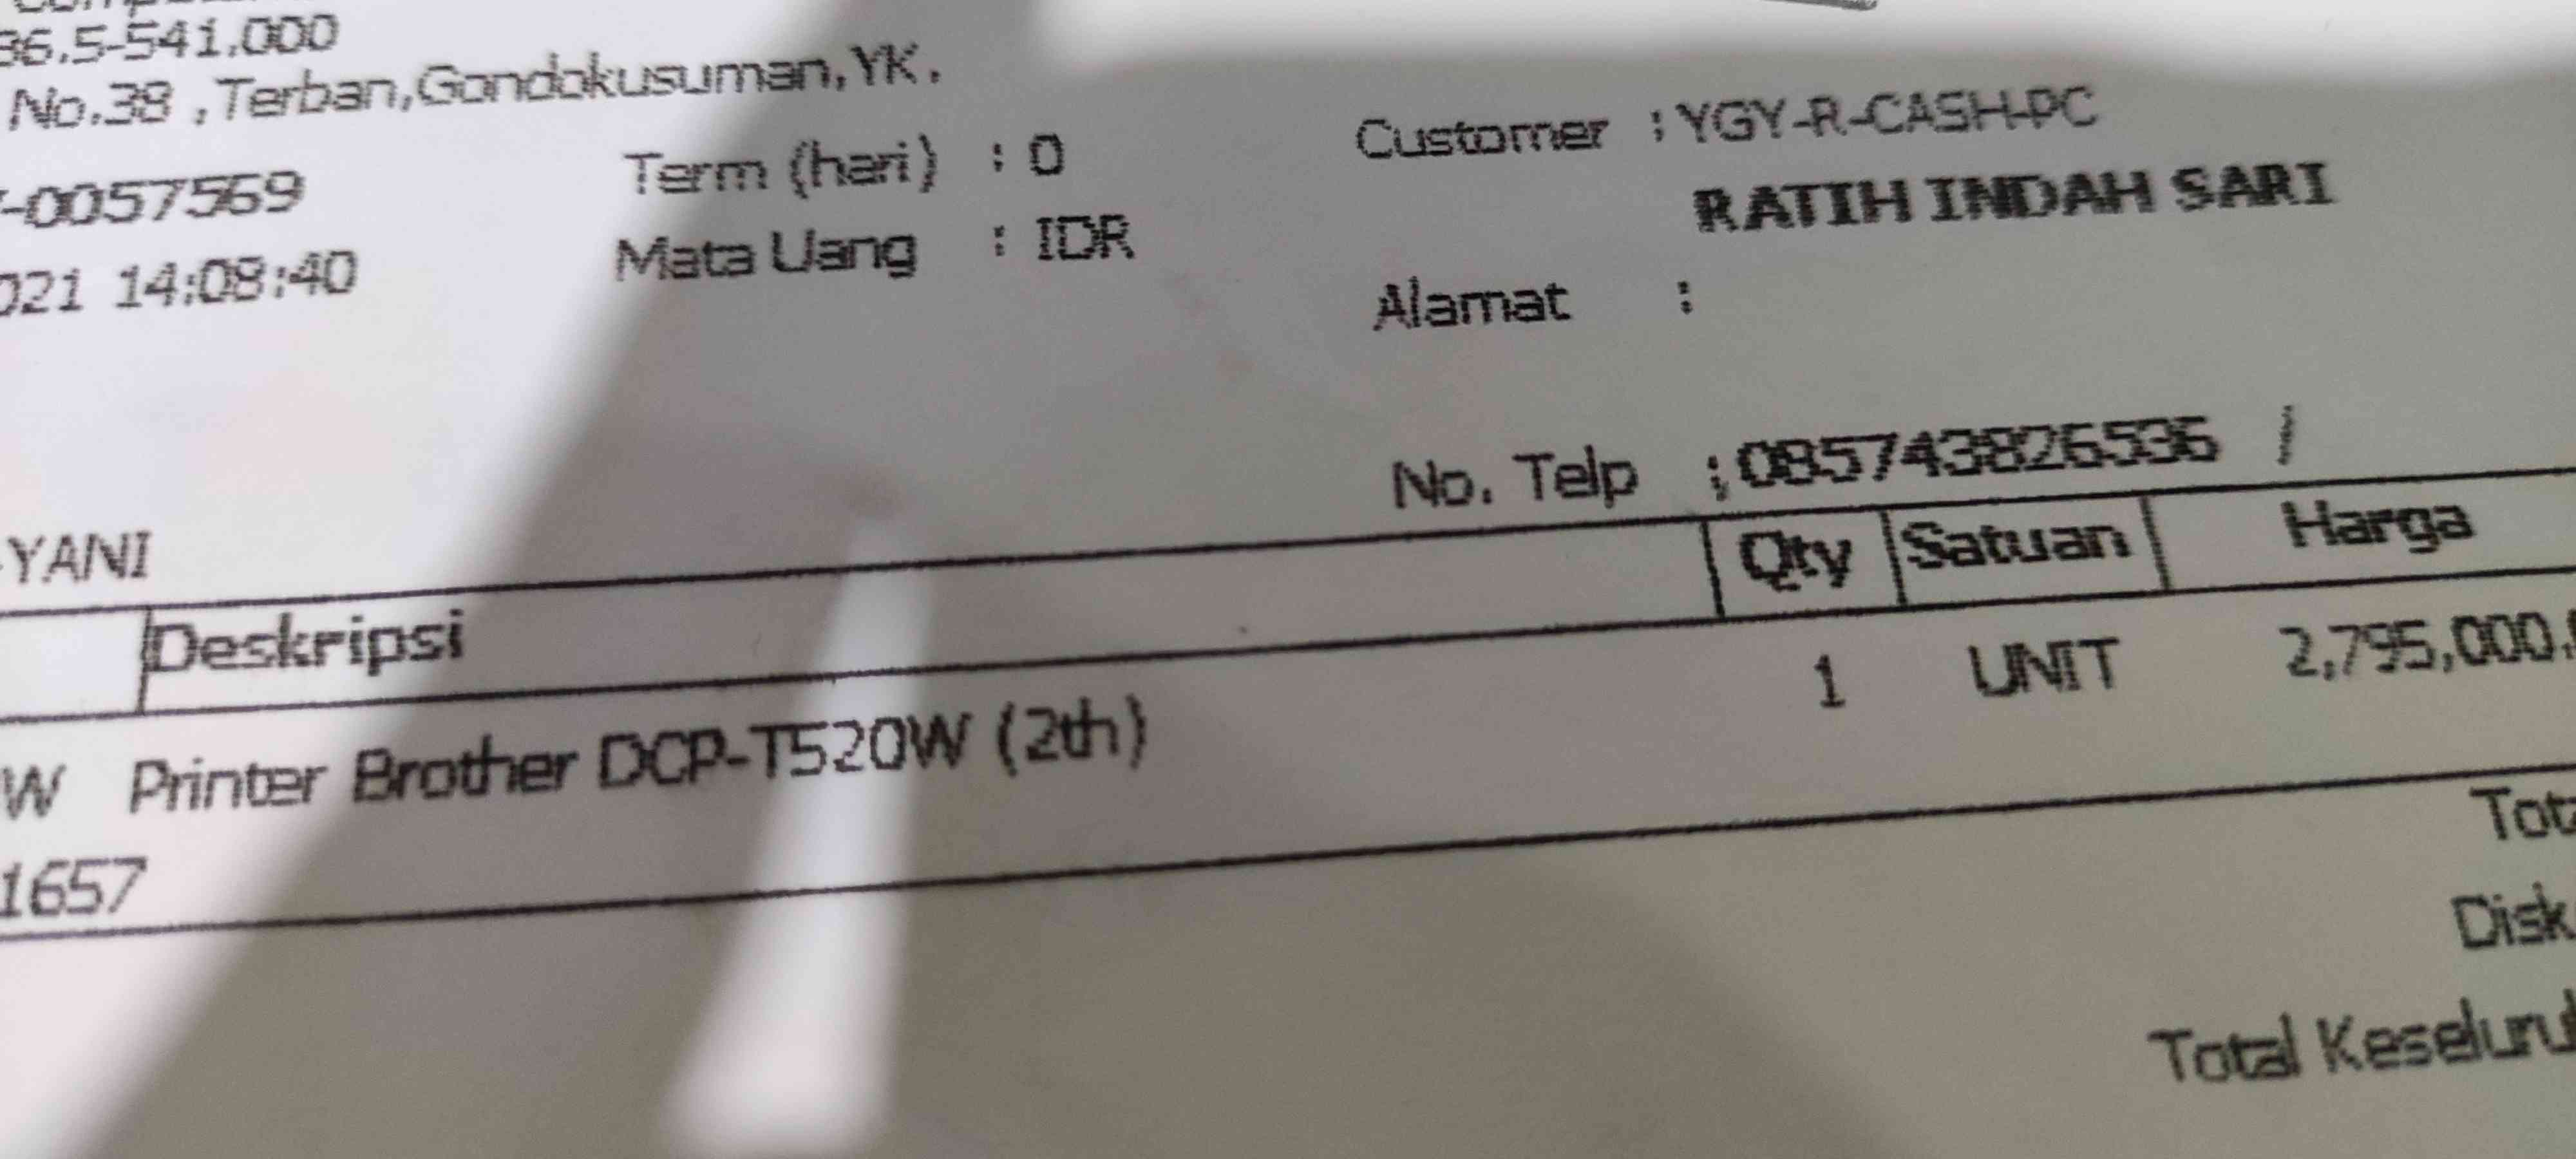 36.5-541.000
No.38 ,Terban,Gondokusuman,YK.
-0057569
021 14:08:40
Term (hari) : 0
Mata Uang : IDR
Customer : YGY-R-CASH-PC
RATIH INDAH SARI
Alamat :
No. Telp : 085743826536 /
YANI
Deskripsi Qty Satuan Harga
W Printer Brother DCP-T520W (2th) 1 UNIT 2,795,000.
1657
Tot
Disk
Total Keseluru